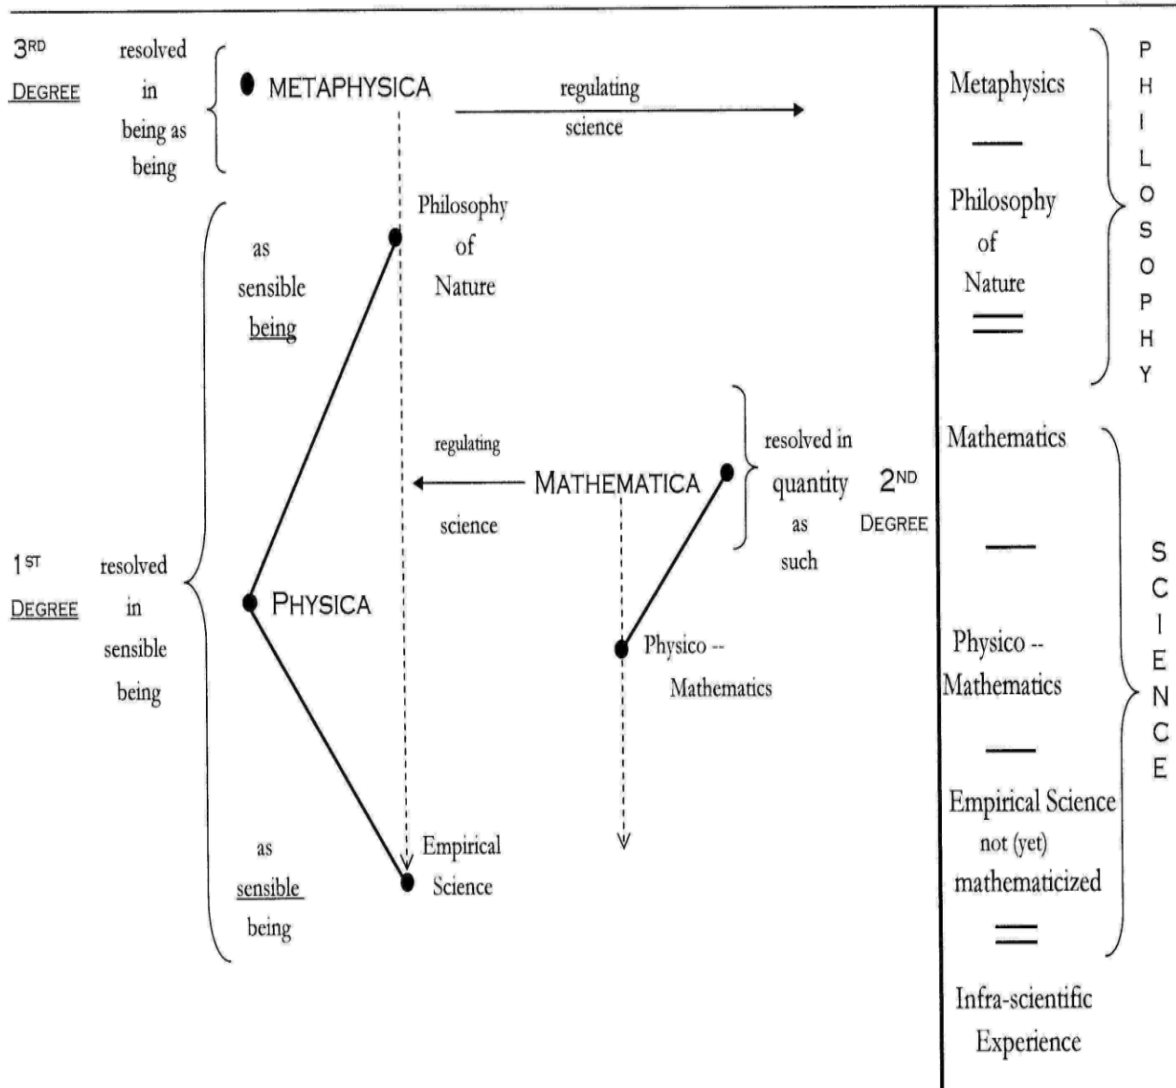 3RD
DEGREE
resolved
in
being as
being
METAPHYSICA
regulating
science
Philosophy
of
Nature
as
sensible
being
regulating
science
MATHEMATICA
resolved in
quantity
as
such
2ND
DEGREE
1ST
DEGREE
resolved
in
sensible
being
PHYSICA
Physico --
Mathematics
as
sensible
being
Empirical
Science
Metaphysics
Philosophy
of
Nature
PHILOSOPHY
Mathematics
Physico --
Mathematics
Empirical Science
not (yet)
mathematicized
SCIENCE
Infra-scientific
Experience